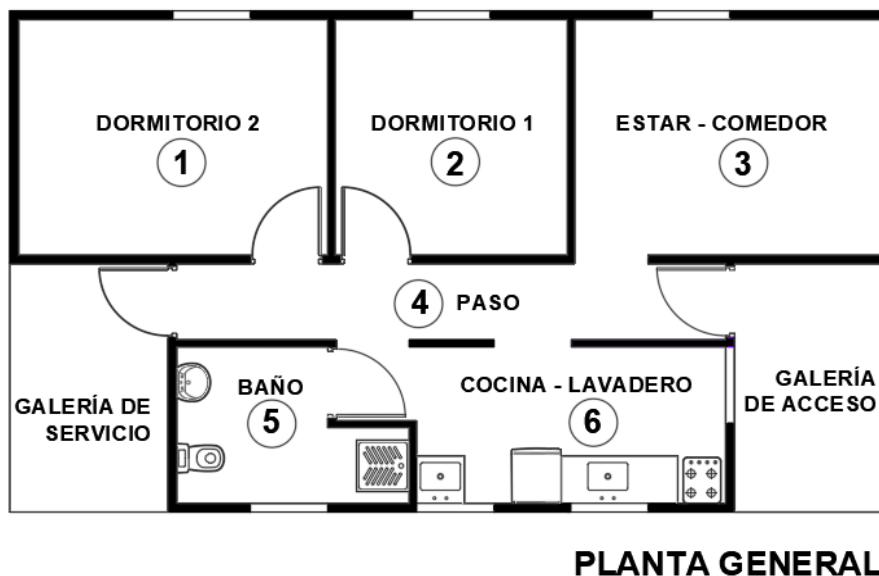 DORMITORIO 2
1
DORMITORIO 1
2
ESTAR - COMEDOR
3
4 PASO
BAÑO
5
COCINA - LAVADERO
6
GALERÍA DE
SERVICIO
GALERÍA
DE ACCESO
PLANTA GENERAL